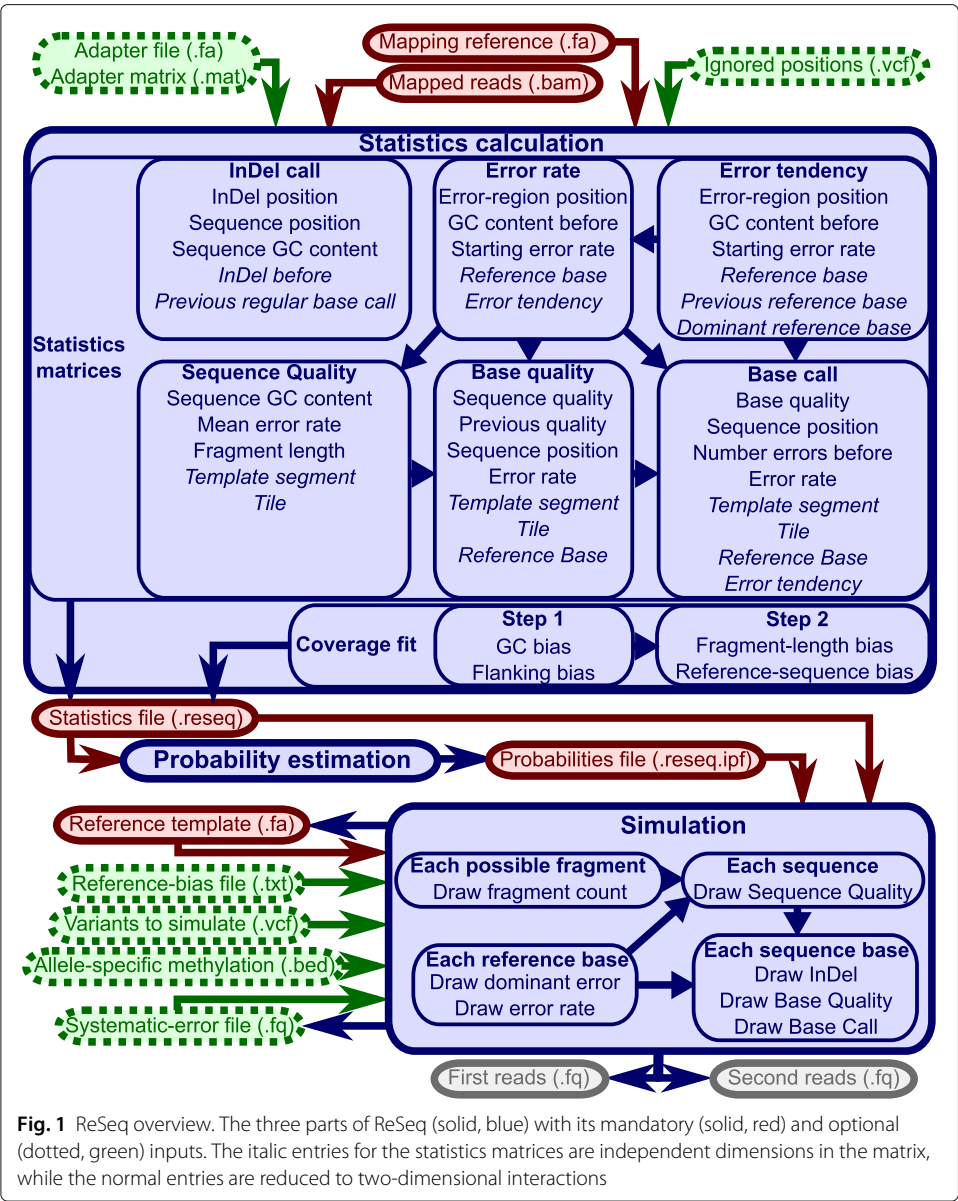 Adapter file (.fa)
Adapter matrix (.mat)
Mapping reference (.fa)
Mapped reads (.bam)
Ignored positions (.vcf)
Statistics calculation
Statistics
matrices
InDel call
InDel position
Sequence position
Sequence GC content
InDel before
Previous regular base call
Error rate
Error-region position
GC content before
Starting error rate
Reference base
Error tendency
Error tendency
Error-region position
GC content before
Starting error rate
Reference base
Previous reference base
Dominant reference base
Sequence Quality
Sequence GC content
Mean error rate
Fragment length
Template segment
Tile
Base quality
Sequence quality
Previous quality
Sequence position
Error rate
Template segment
Tile
Reference Base
Base call
Base quality
Sequence position
Number errors before
Error rate
Template segment
Tile
Reference Base
Error tendency
Coverage fit
Step 1
GC bias
Flanking bias
Step 2
Fragment-length bias
Reference-sequence bias
Statistics file (.reseq)
Probability estimation
Probabilities file (.reseq.ipf)
Reference template (.fa)
Reference-bias file (.txt)
Variants to simulate (.vcf)
Allele-specific methylation (.bed)
Systematic-error file (.fq)
Simulation
Each possible fragment
Draw fragment count
Each sequence
Draw Sequence Quality
Each reference base
Draw dominant error
Draw error rate
Each sequence base
Draw InDel
Draw Base Quality
Draw Base Call
First reads (.fq)
Second reads (.fq)
Fig. 1 ReSeq overview. The three parts of ReSeq (solid, blue) with its mandatory (solid, red) and optional
(dotted, green) inputs. The italic entries for the statistics matrices are independent dimensions in the matrix,
while the normal entries are reduced to two-dimensional interactions